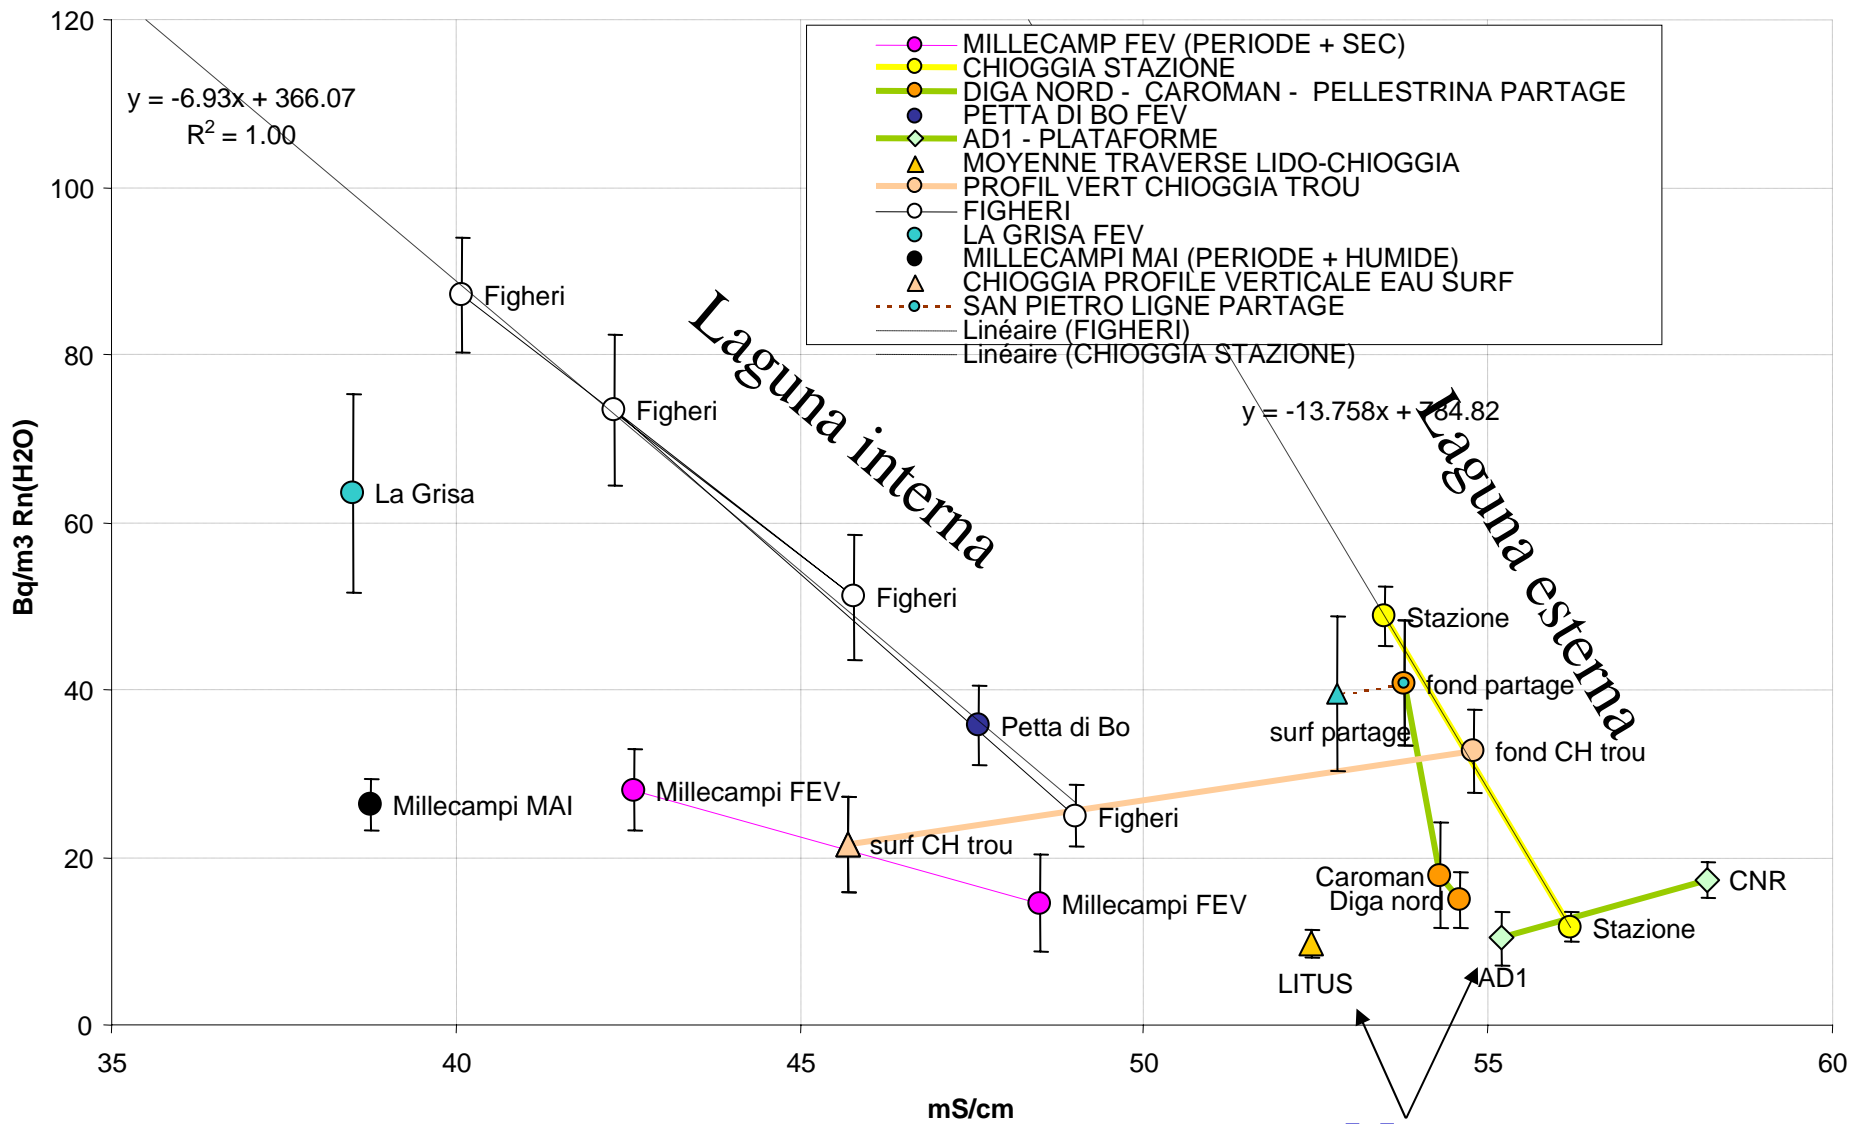 120
100
80
60
40
20
0
Bq/m3 Rn(H2O)
y = -6.93x + 366.07
R2 = 1.00
MILLECAMP FEV (PERIODE + SEC)
CHIOGGIA STAZIONE
DIGA NORD - CAROMAN - PELLESTRINA PARTAGE
PETTA DI BO FEV
AD1 - PLATAFORME
MOYENNE TRAVERSE LIDO-CHIOGGIA
PROFIL VERT CHIOGGIA TROU
FIGHERI
LA GRISA FEV
MILLECAMPI MAI (PERIODE + HUMIDE)
CHIOGGIA PROFILE VERTICALE EAU SURF
SAN PIETRO LIGNE PARTAGE
Linéaire (FIGHERI)
Linéaire (CHIOGGIA STAZIONE)
Figheri
Laguna interna
Figheri
y = -13.758x + 784.82
Laguna esterna
La Grisa
Figheri
Stazione
fond partage
Petta di Bo
surf partage
fond CH trou
Millecampi FEV
Millecampi MAI
Figheri
surf CH trou
Caroman
CNR
Diga nord
Millecampi FEV
Stazione
LITUS
AD1
35
40
45
50
55
60
mS/cm